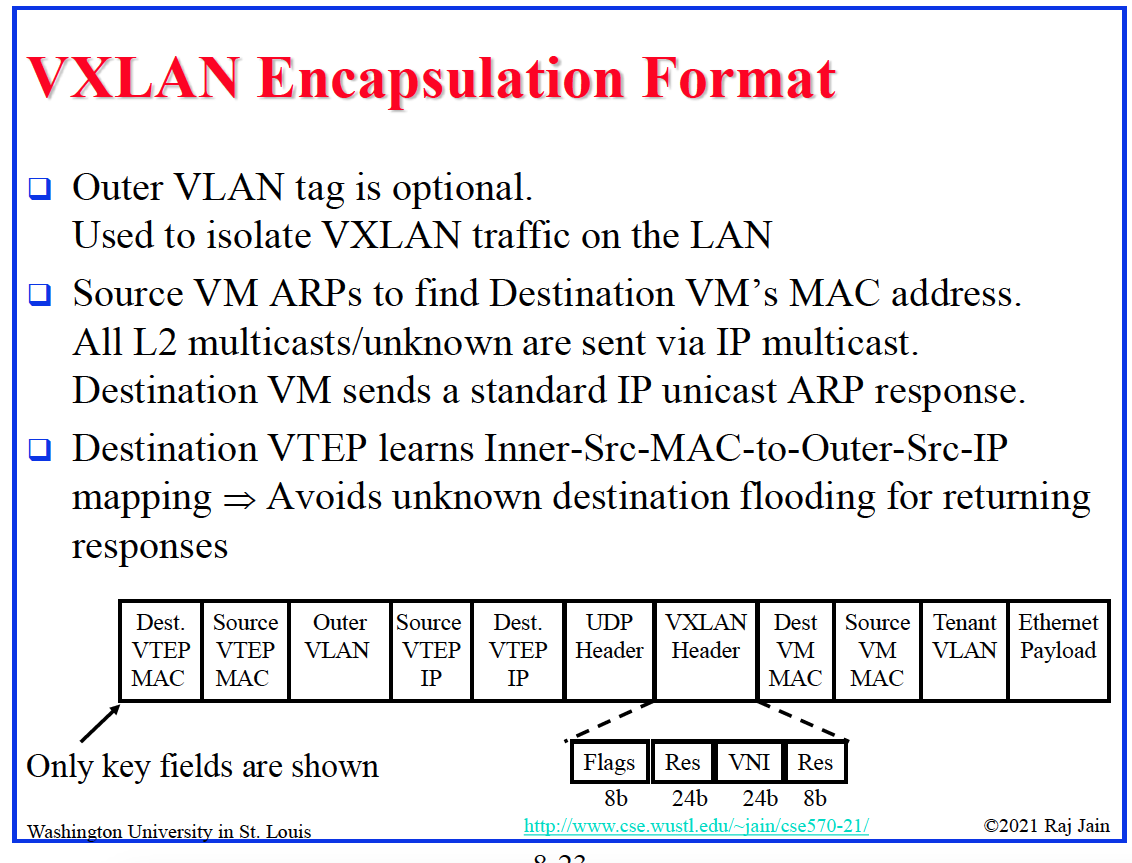 VXLAN Encapsulation Format
Outer VLAN tag is optional.
Used to isolate VXLAN traffic on the LAN
Source VM ARPs to find Destination VM's MAC address.
All L2 multicasts/unknown are sent via IP multicast.
Destination VM sends a standard IP unicast ARP response.
Destination VTEP learns Inner-Src-MAC-to-Outer-Src-IP
mapping ⇒ Avoids unknown destination flooding for returning
responses
Dest. Source Outer Source Dest. UDP VXLAN Dest Source Tenant Ethernet
VTEP VTEP VLAN VTEP VTEP Header Header VM VM VLAN Payload
MAC MAC IP IP MAC MAC
Only key fields are shown
Flags Res VNI Res
8b 24b 24b 8b
Washington University in St. Louis
http://www.cse.wustl.edu/~jain/cse570-21/
©2021 Raj Jain